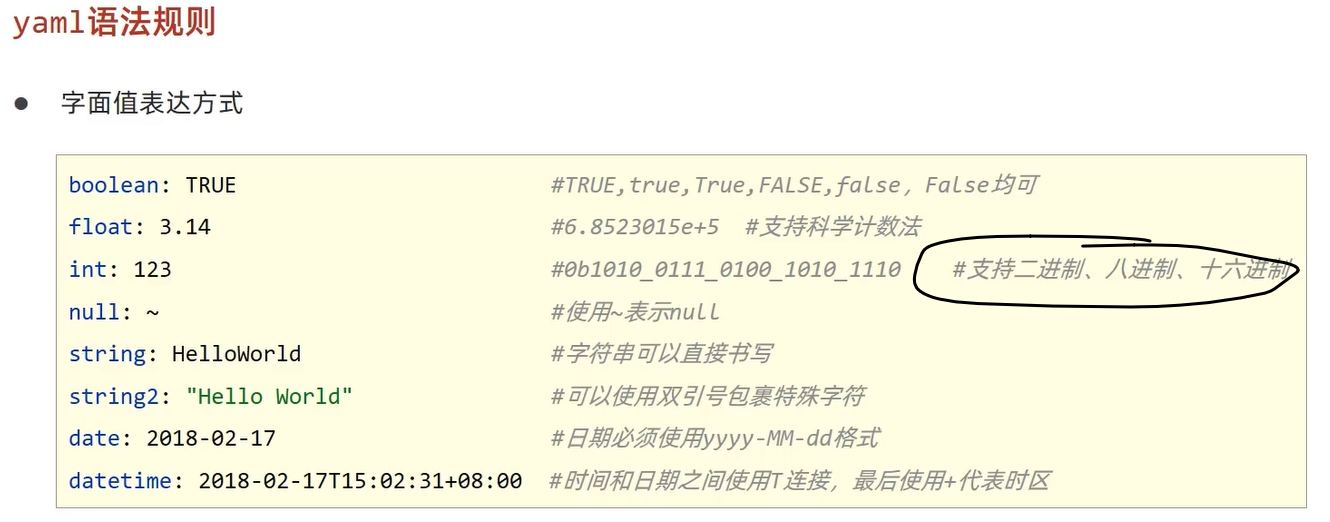 yaml语法规则
● 字面值表达方式
boolean: TRUE #TRUE,true,True,FALSE,false，False均可
float: 3.14 #6.8523015e+5 #支持科学计数法
int: 123 #0b1010_0111_0100_1010_1110 #支持二进制、八进制、十六进制
null: ~ #使用~表示null
string: HelloWorld #字符串可以直接书写
string2: "Hello World" #可以使用双引号包裹特殊字符
date: 2018-02-17 #日期必须使用yyyy-MM-dd格式
datetime: 2018-02-17T15:02:31+08:00 #时间和日期之间使用T连接，最后使用+代表时区